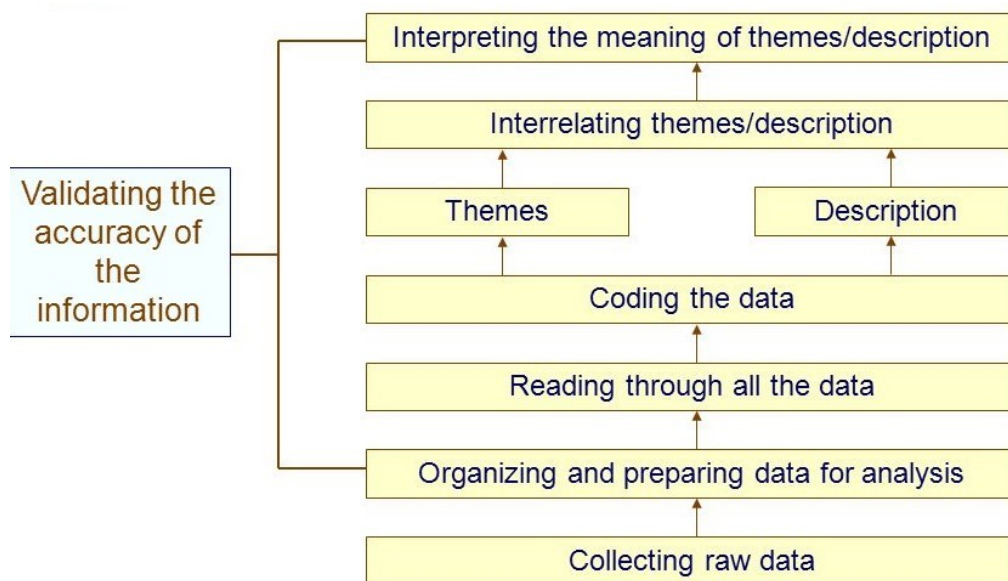 Interpreting the meaning of themes/description
Interrelating themes/description
Validating the
accuracy of
the
information
Themes
Description
Coding the data
Reading through all the data
Organizing and preparing data for analysis
Collecting raw data